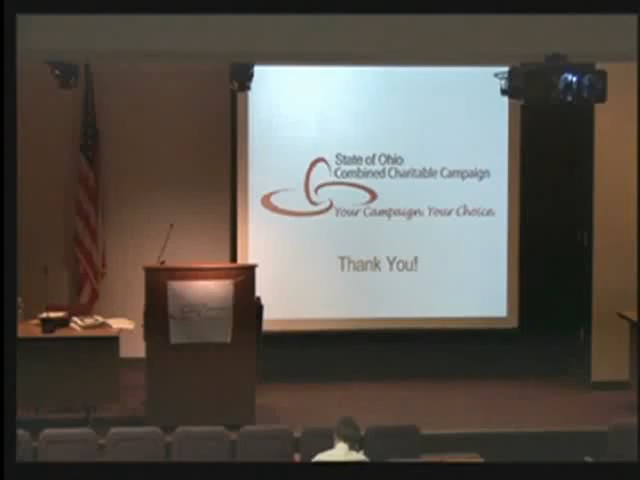 State of Ohio
Combined Charitable Campaign
Your Campaign. Your Choice.
Thank You!